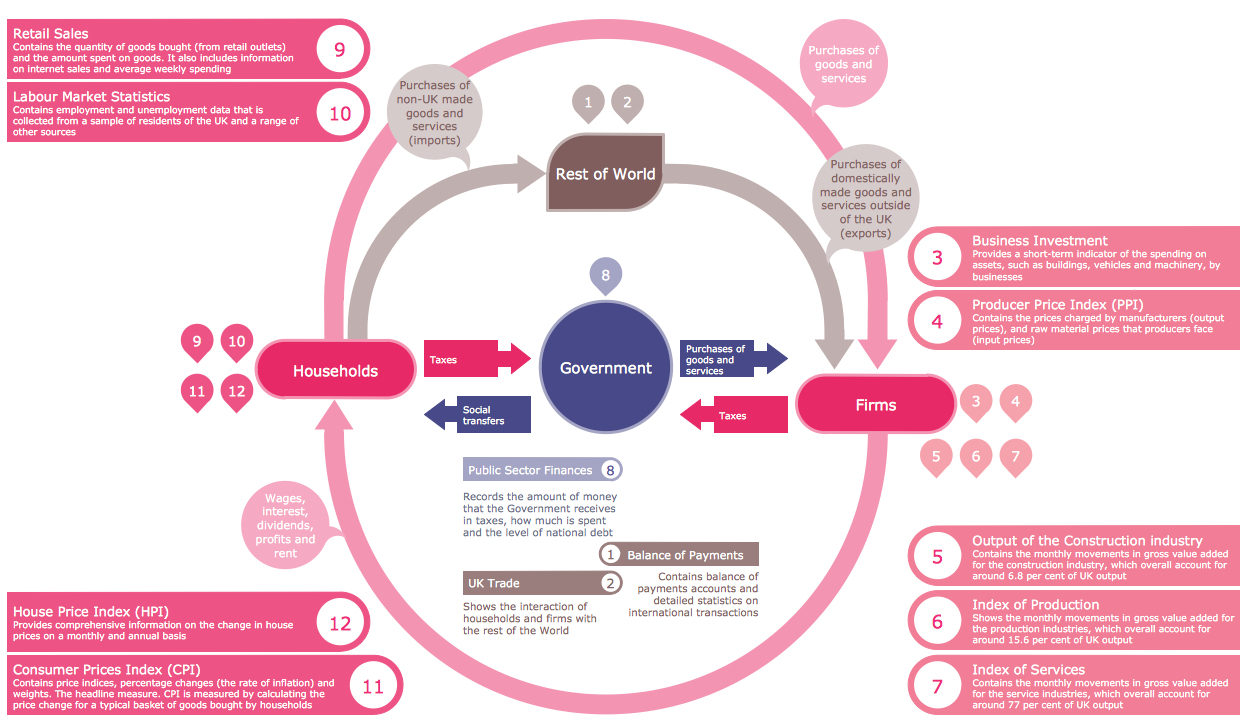 Retail Sales
Contains the quantity of goods bought (from retail outlets)
and the amount spent on goods. It also includes information
on internet sales and average weekly spending
9
Labour Market Statistics
Contains employment and unemployment data that is
collected from a sample of residents of the UK and a range of
other sources
10
Purchases of
non-UK made
goods and
services
(imports)
Purchases of
goods and
services
1
2
Rest of World
Purchases of
domestically
made goods and
services outside
of the UK
(exports)
3
Business Investment
Provides a short-term indicator of the spending on
assets, such as buildings, vehicles and machinery, by
businesses
4
Producer Price Index (PPI)
Contains the prices charged by manufacturers (output
prices), and raw material prices that producers face
(input prices)
8
9
10
11
12
Households
Taxes
Social
transfers
Government
Purchases of
goods and
services
Taxes
Firms
3
4
5
6
7
Public Sector Finances
8
Records the amount of money
that the Government receives
in taxes, how much is spent
and the level of national debt
1
Balance of Payments
Contains balance of
payments accounts and
detailed statistics on
international transactions
UK Trade
2
Shows the interaction of
households and firms with
the rest of the World
Wages,
interest,
dividends,
profits and
rent
5
Output of the Construction industry
Contains the monthly movements in gross value added
for the construction industry, which overall account for
around 6.8 per cent of UK output
6
Index of Production
Shows the monthly movements in gross value added for
the production industries, which overall account for
around 15.6 per cent of UK output
7
Index of Services
Contains the monthly movements in gross value added
for the service industries, which overall account for
around 77 per cent of UK output
House Price Index (HPI)
Provides comprehensive information on the change in house
prices on a monthly and annual basis
12
Consumer Prices Index (CPI)
Contains price indices, percentage changes (the rate of inflation) and
weights. The headline measure. CPI is measured by calculating the
price change for a typical basket of goods bought by households
11